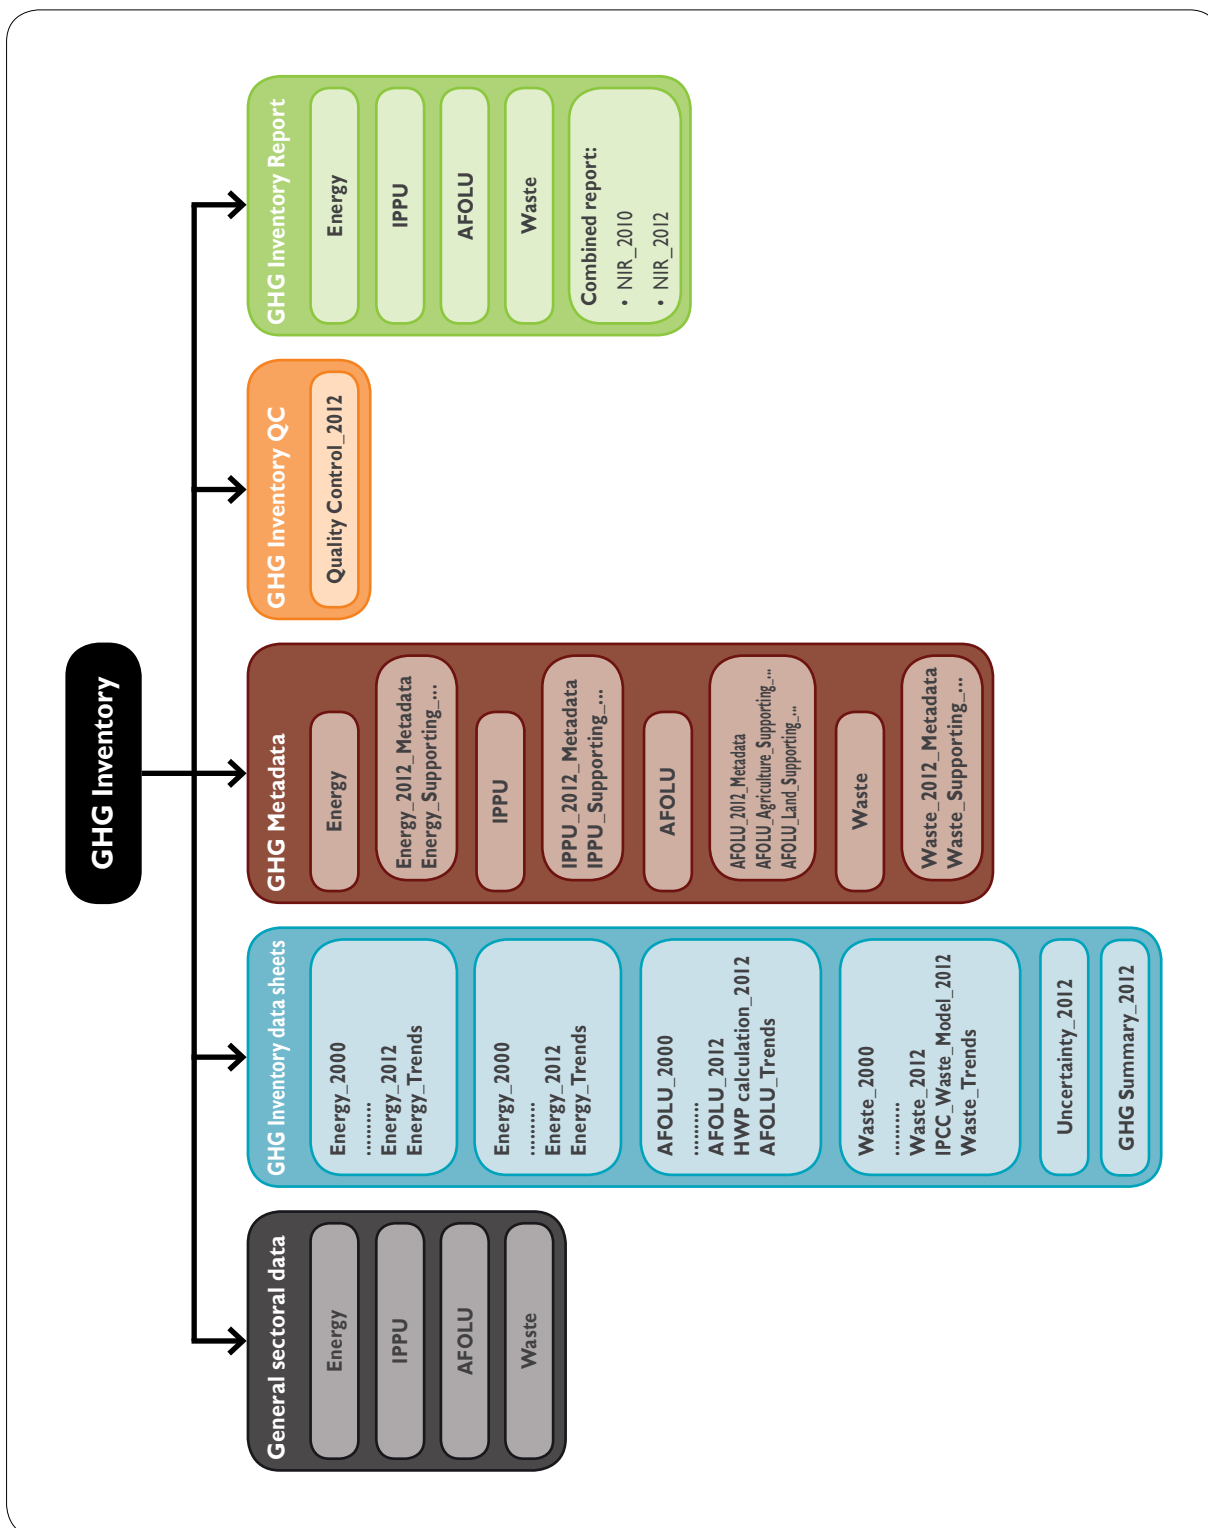 GHG Inventory
General sectoral data
Energy
IPPU
AFOLU
Waste
GHG Inventory data sheets
Energy_2000
..........
Energy_2012
Energy_Trends
Energy_2000
..........
Energy_2012
Energy_Trends
AFOLU_2000
..........
AFOLU_2012
HWP calculation_2012
AFOLU_Trends
Waste_2000
..........
Waste_2012
IPCC_Waste_Model_2012
Waste_Trends
Uncertainty_2012
GHG Summary_2012
GHG Metadata
Energy
Energy_2012_Metadata
Energy_Supporting_...
IPPU
IPPU_2012_Metadata
IPPU_Supporting_...
AFOLU
AFOLU_2012_Metadata
AFOLU_Agriculture_Supporting_...
AFOLU_Land_Supporting_...
Waste
Waste_2012_Metadata
Waste_Supporting_...
GHG Inventory QC
Quality Control_2012
GHG Inventory Report
Energy
IPPU
AFOLU
Waste
Combined report:
• NIR_2010
• NIR_2012